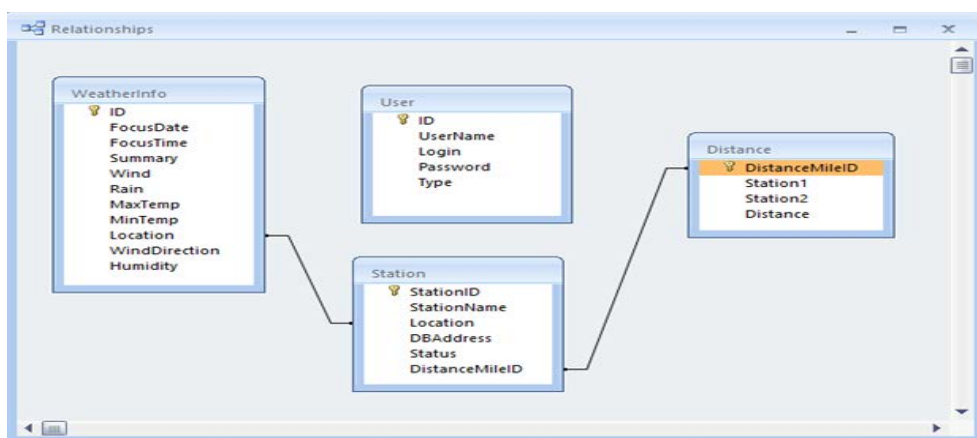 Relationships
WeatherInfo
ID
FocusDate
FocusTime
Summary
Wind
Rain
MaxTemp
MinTemp
Location
WindDirection
Humidity
User
ID
UserName
Login
Password
Type
Distance
DistanceMileID
Station1
Station2
Distance
Station
StationID
StationName
Location
DBAddress
Status
DistanceMileID